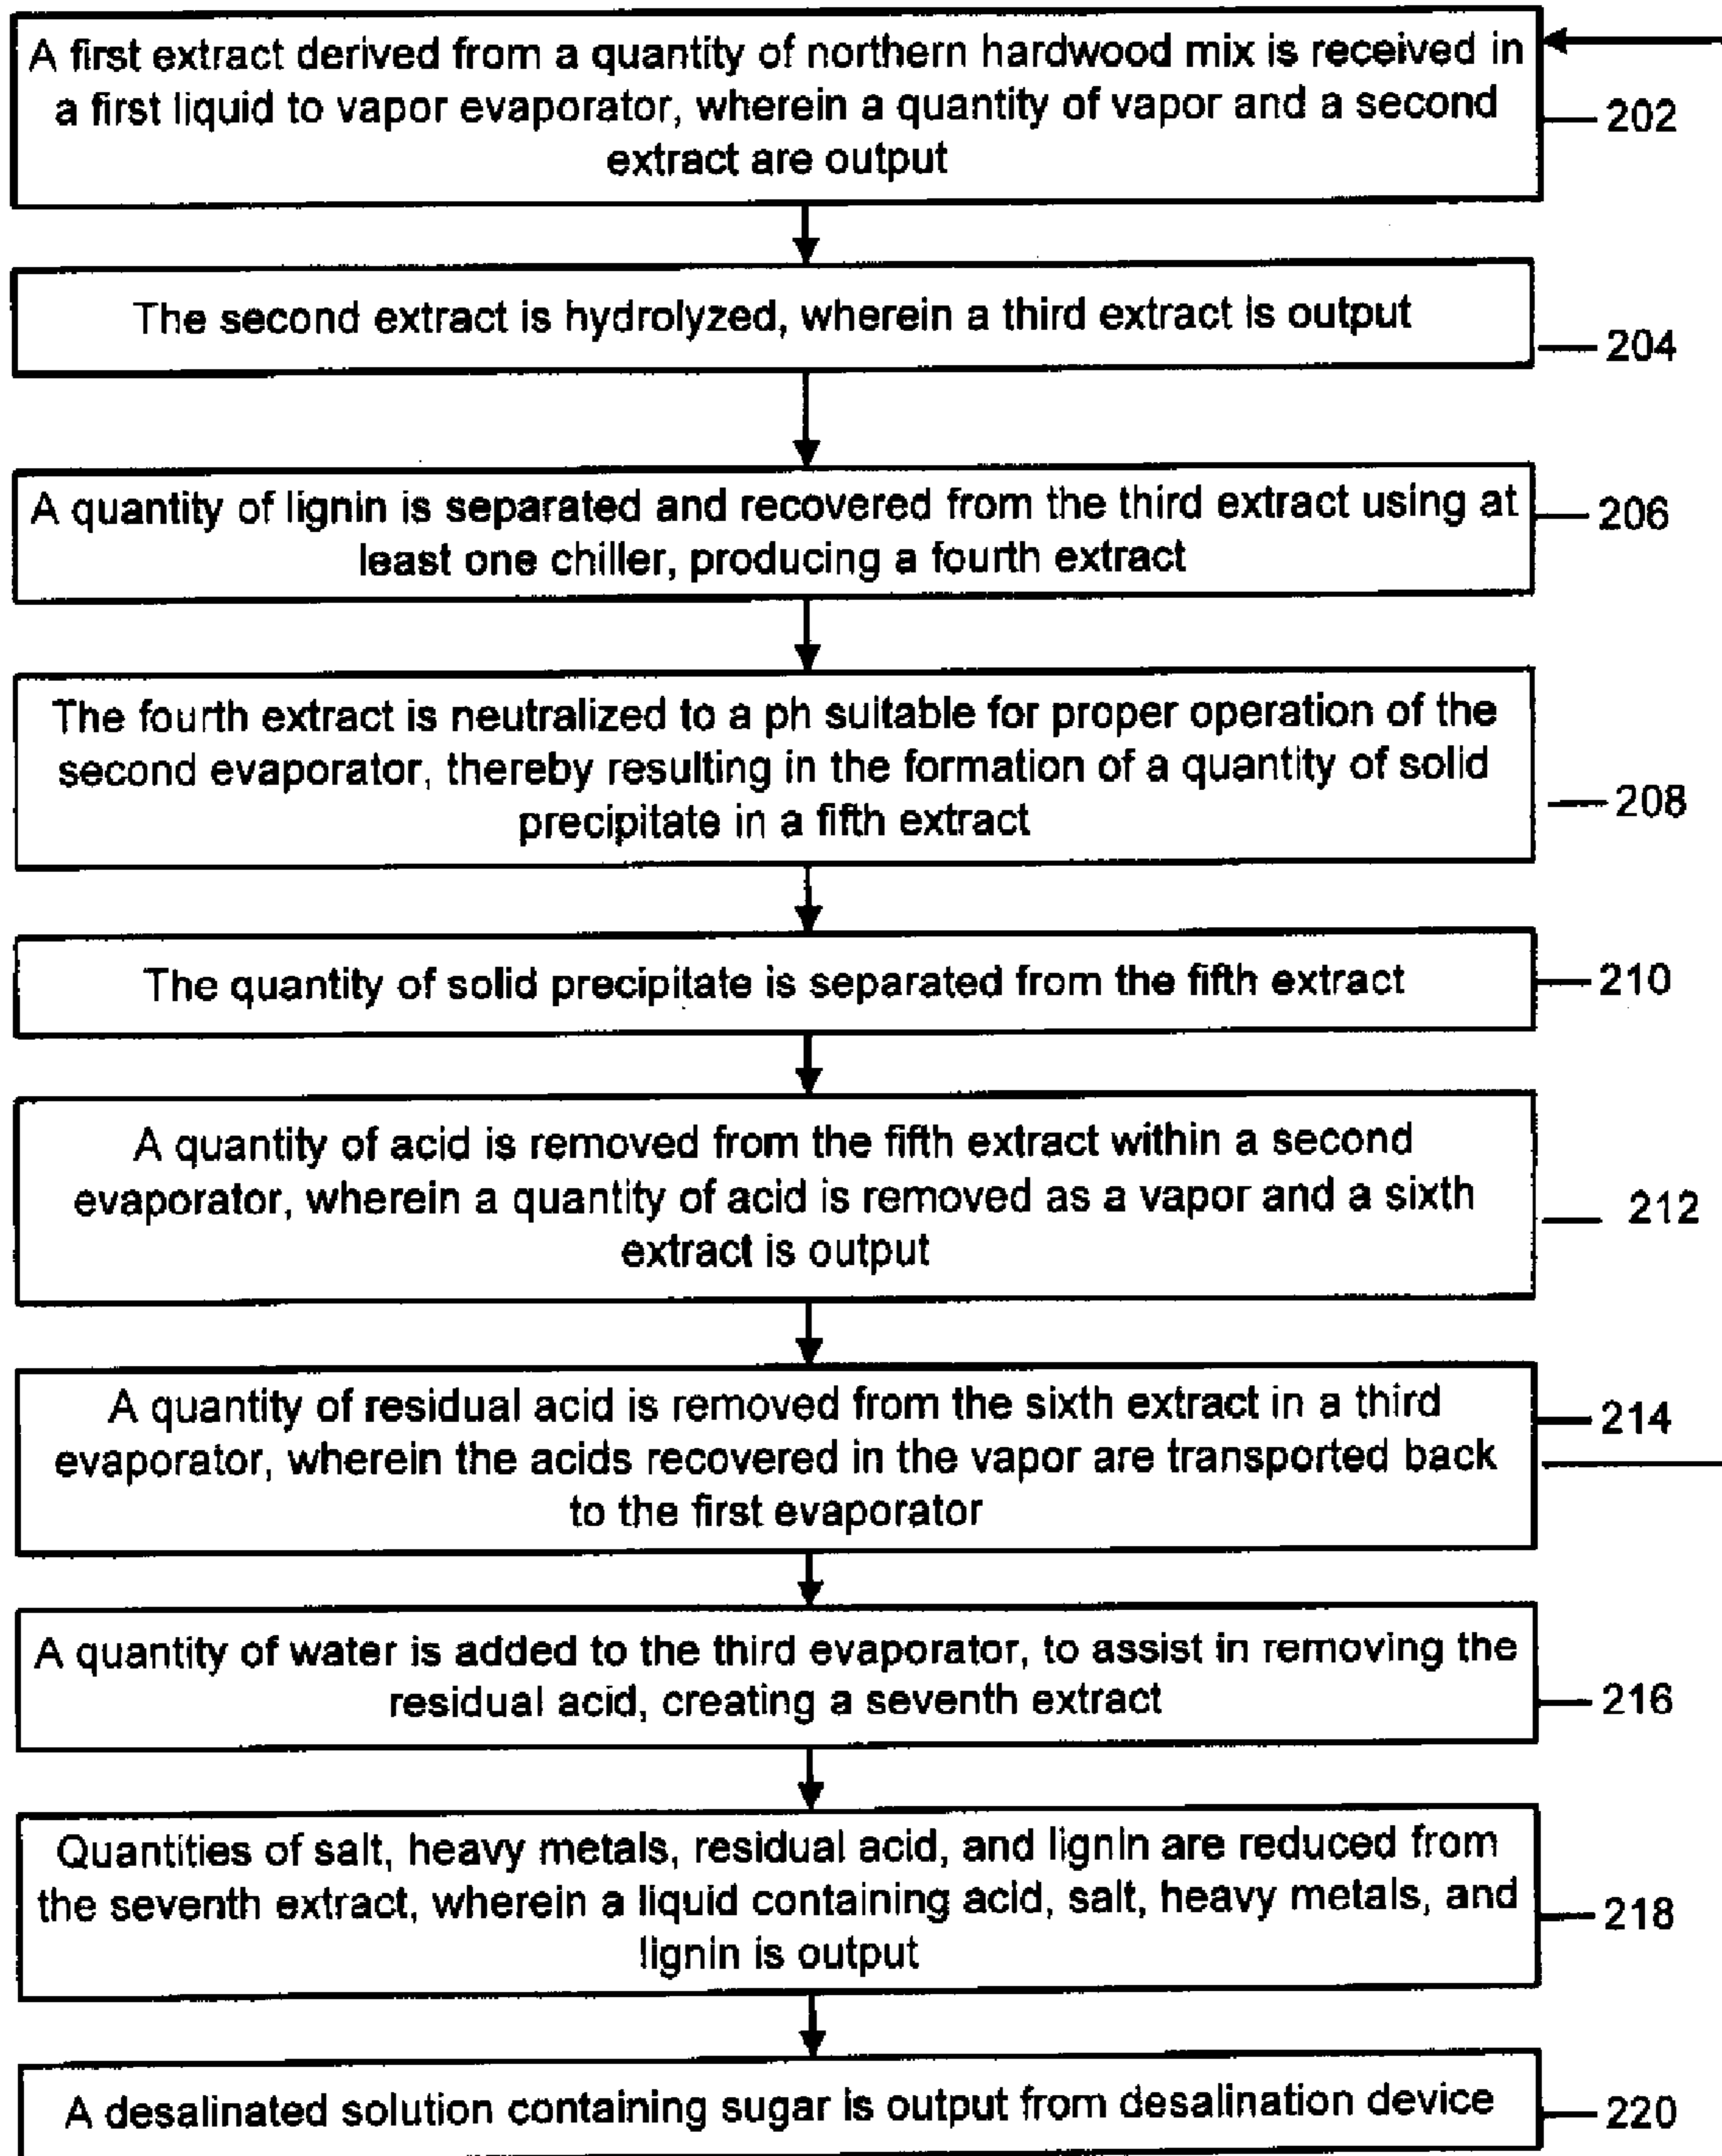 A first extract derived from a quantity of northern hardwood mix is received in
a first liquid to vapor evaporator, wherein a quantity of vapor and a second
extract are output
202
The second extract is hydrolyzed, wherein a third extract is output
204
A quantity of lignin is separated and recovered from the third extract using at
least one chiller, producing a fourth extract
206
The fourth extract is neutralized to a ph suitable for proper operation of the
second evaporator, thereby resulting in the formation of a quantity of solid
precipitate in a fifth extract
208
The quantity of solid precipitate is separated from the fifth extract
210
A quantity of acid is removed from the fifth extract within a second
evaporator, wherein a quantity of acid is removed as a vapor and a sixth
extract is output
212
A quantity of residual acid is removed from the sixth extract in a third
evaporator, wherein the acids recovered in the vapor are transported back
to the first evaporator
214
A quantity of water is added to the third evaporator, to assist in removing the
residual acid, creating a seventh extract
216
Quantities of salt, heavy metals, residual acid, and lignin are reduced from
the seventh extract, wherein a liquid containing acid, salt, heavy metals, and
lignin is output
218
A desalinated solution containing sugar is output from desalination device
220